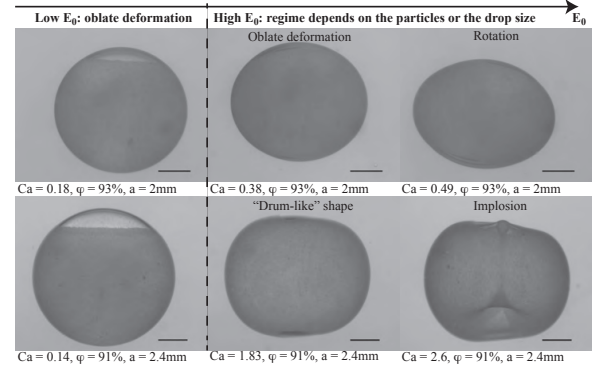 Low E₀: oblate deformation
High E₀: regime depends on the particles or the drop size
E₀
Oblate deformation
Rotation
Ca = 0.18, φ = 93%, a = 2mm
Ca = 0.38, φ = 93%, a = 2mm
Ca = 0.49, φ = 93%, a = 2mm
“Drum-like” shape
Implosion
Ca = 0.14, φ = 91%, a = 2.4mm
Ca = 1.83, φ = 91%, a = 2.4mm
Ca = 2.6, φ = 91%, a = 2.4mm